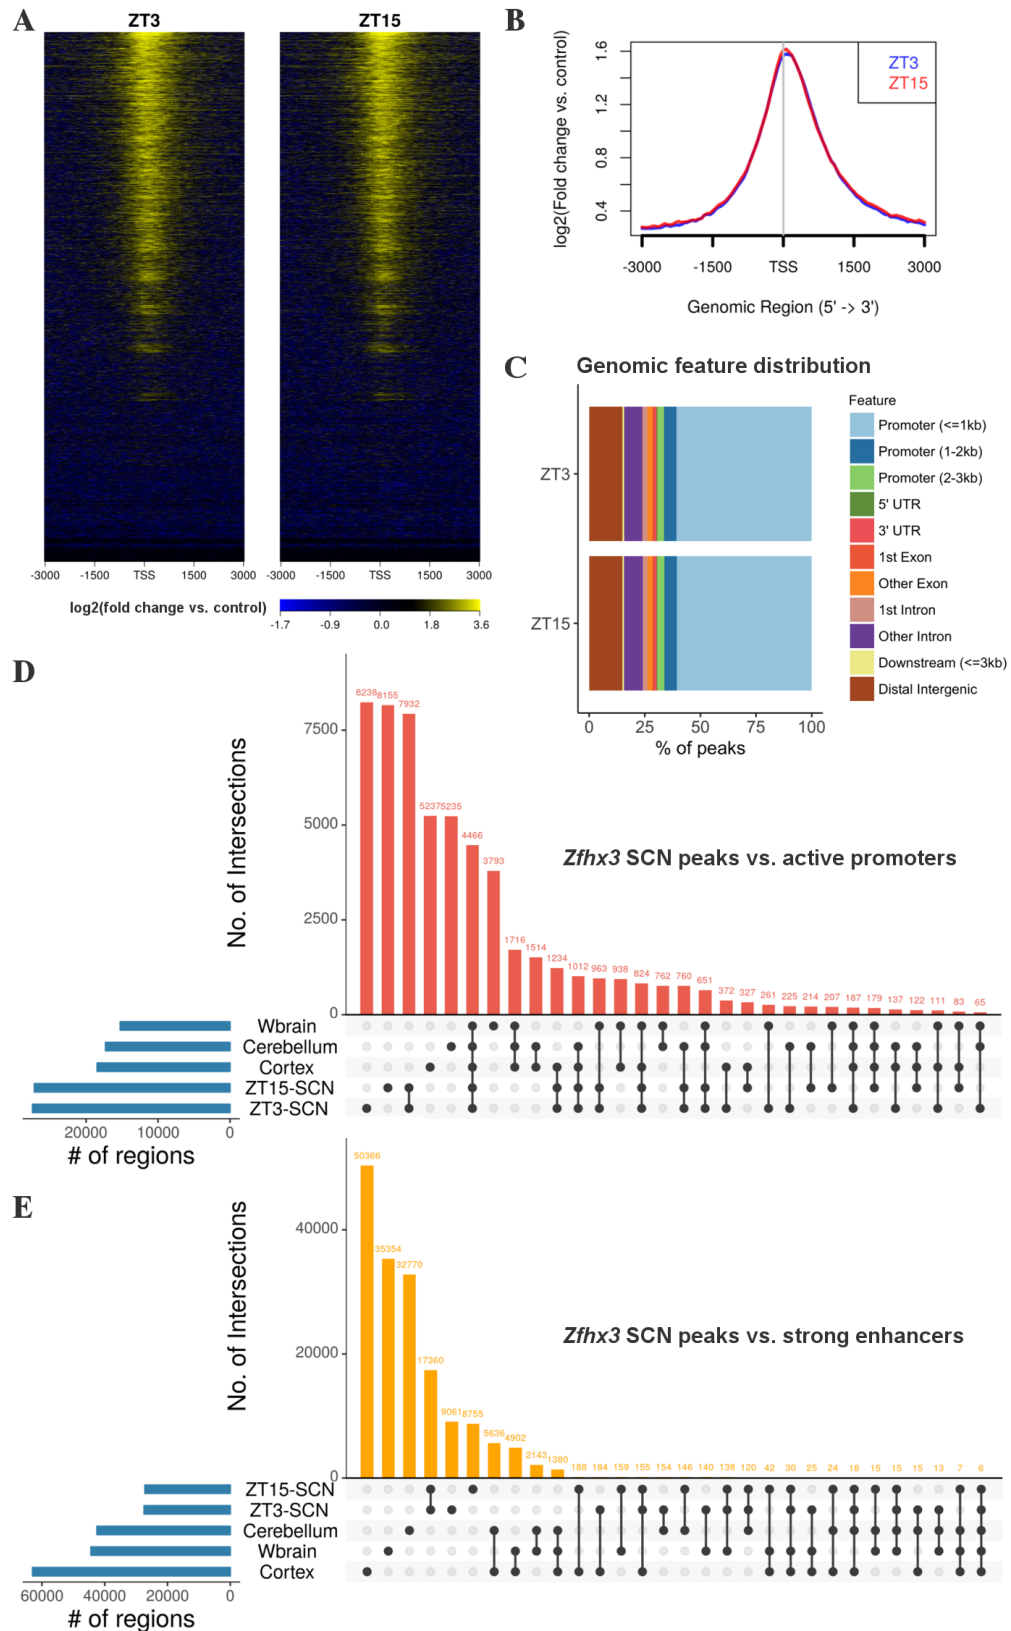 A
ZT3
ZT15
-3000 -1500 TSS 1500 3000
-3000 -1500 TSS 1500 3000
log2(fold change vs. control)
-1.7 -0.9 0.0 1.8 3.6
B
log2(Fold change vs. control)
1.6
1.2
0.8
0.4
ZT3
ZT15
-3000 -1500 TSS 1500 3000
Genomic Region (5' -> 3')
C
Genomic feature distribution
ZT3
ZT15
0 25 50 75 100
% of peaks
Feature
Promoter (<=1kb)
Promoter (1-2kb)
Promoter (2-3kb)
5' UTR
3' UTR
1st Exon
Other Exon
1st Intron
Other Intron
Downstream (<=3kb)
Distal Intergenic
D
No. of Intersections
7500
5000
2500
0
8238 8155 7932 5237 5235 4466 3793 1716 1514 1234 1012 963 938 824 762 760 651 372 327 261 225 214 207 187 179 137 122 111 83 65
Zfhx3 SCN peaks vs. active promoters
Wbrain
Cerebellum
Cortex
ZT15-SCN
ZT3-SCN
20000 10000 0
# of regions
E
No. of Intersections
40000
20000
0
50366 35354 32770 17360 9061 8755 5636 4902 2143 1380 188 184 159 155 154 146 140 138 120 42 30 25 24 18 15 15 15 13 7 6
Zfhx3 SCN peaks vs. strong enhancers
ZT15-SCN
ZT3-SCN
Cerebellum
Wbrain
Cortex
60000 40000 20000 0
# of regions